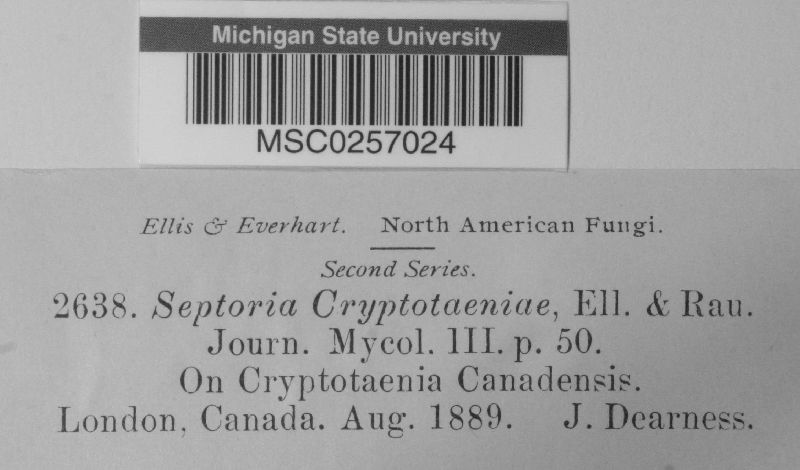 Michigan State University
MSC0257024
Ellis & Everhart. North American Fungi.
Second Series.
2638. Septoria Cryptotaeniae, Ell. & Rau.
Journ. Mycol. III. p. 50.
On Cryptotaenia Canadensis.
London, Canada. Aug. 1889. J. Dearness.